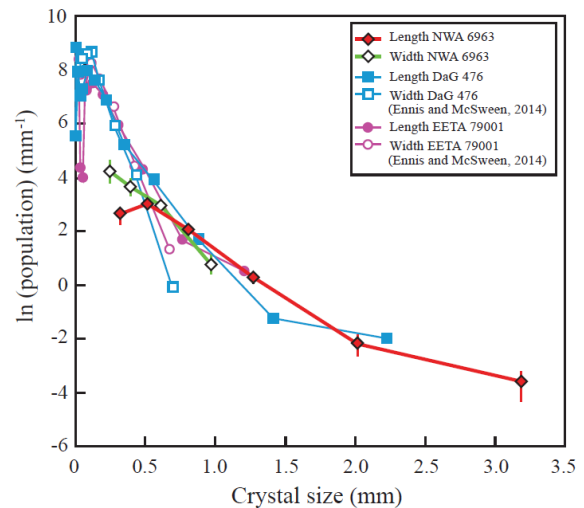 10
8
6
4
2
0
-2
-4
-6
ln (population) (mm⁻¹)
0
0.5
1.0
1.5
2.0
2.5
3.0
3.5
Crystal size (mm)
Length NWA 6963
Width NWA 6963
Length DaG 476
Width DaG 476
(Ennis and McSween, 2014)
Length EETA 79001
Width EETA 79001
(Ennis and McSween, 2014)